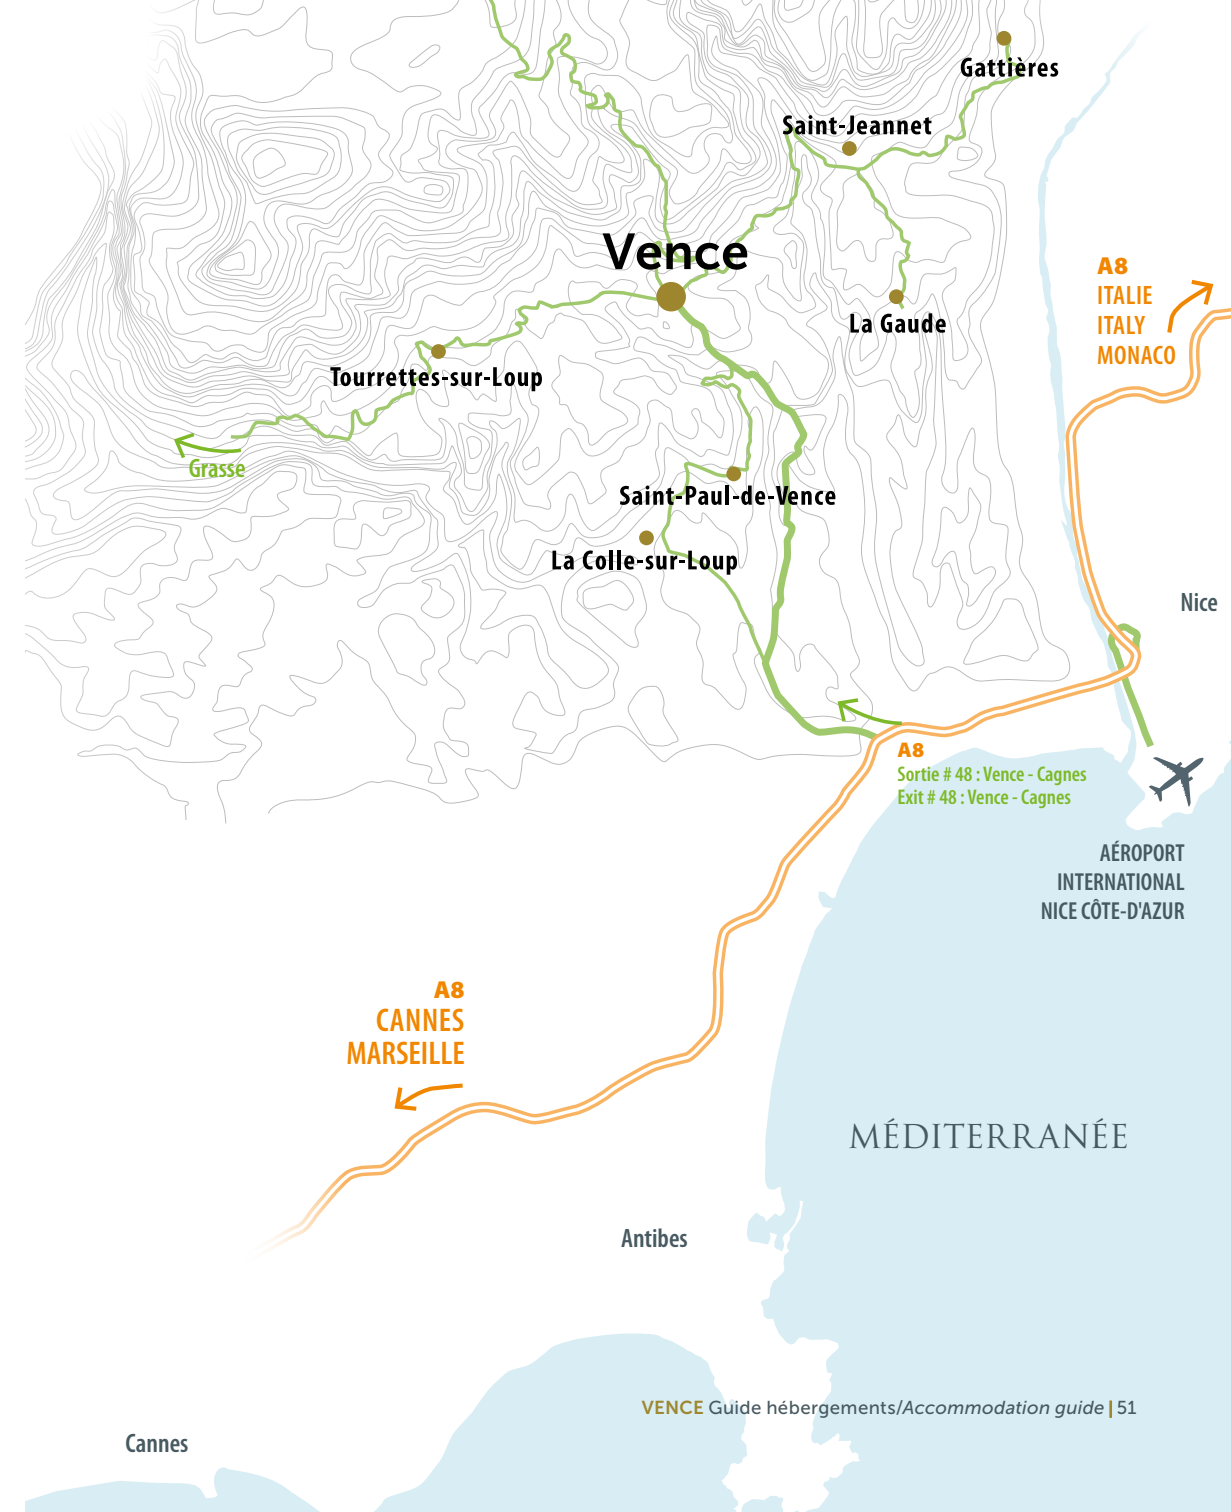 Gattières
Saint-Jeannet
Vence
A8
ITALIE
ITALY
MONACO
La Gaude
Tourrettes-sur-Loup
Grasse
Saint-Paul-de-Vence
La Colle-sur-Loup
Nice
A8
Sortie # 48 : Vence - Cagnes
Exit # 48 : Vence - Cagnes
AÉROPORT
INTERNATIONAL
NICE CÔTE-D'AZUR
A8
CANNES
MARSEILLE
MÉDITERRANÉE
Antibes
VENCE Guide hébergements/Accommodation guide | 51
Cannes